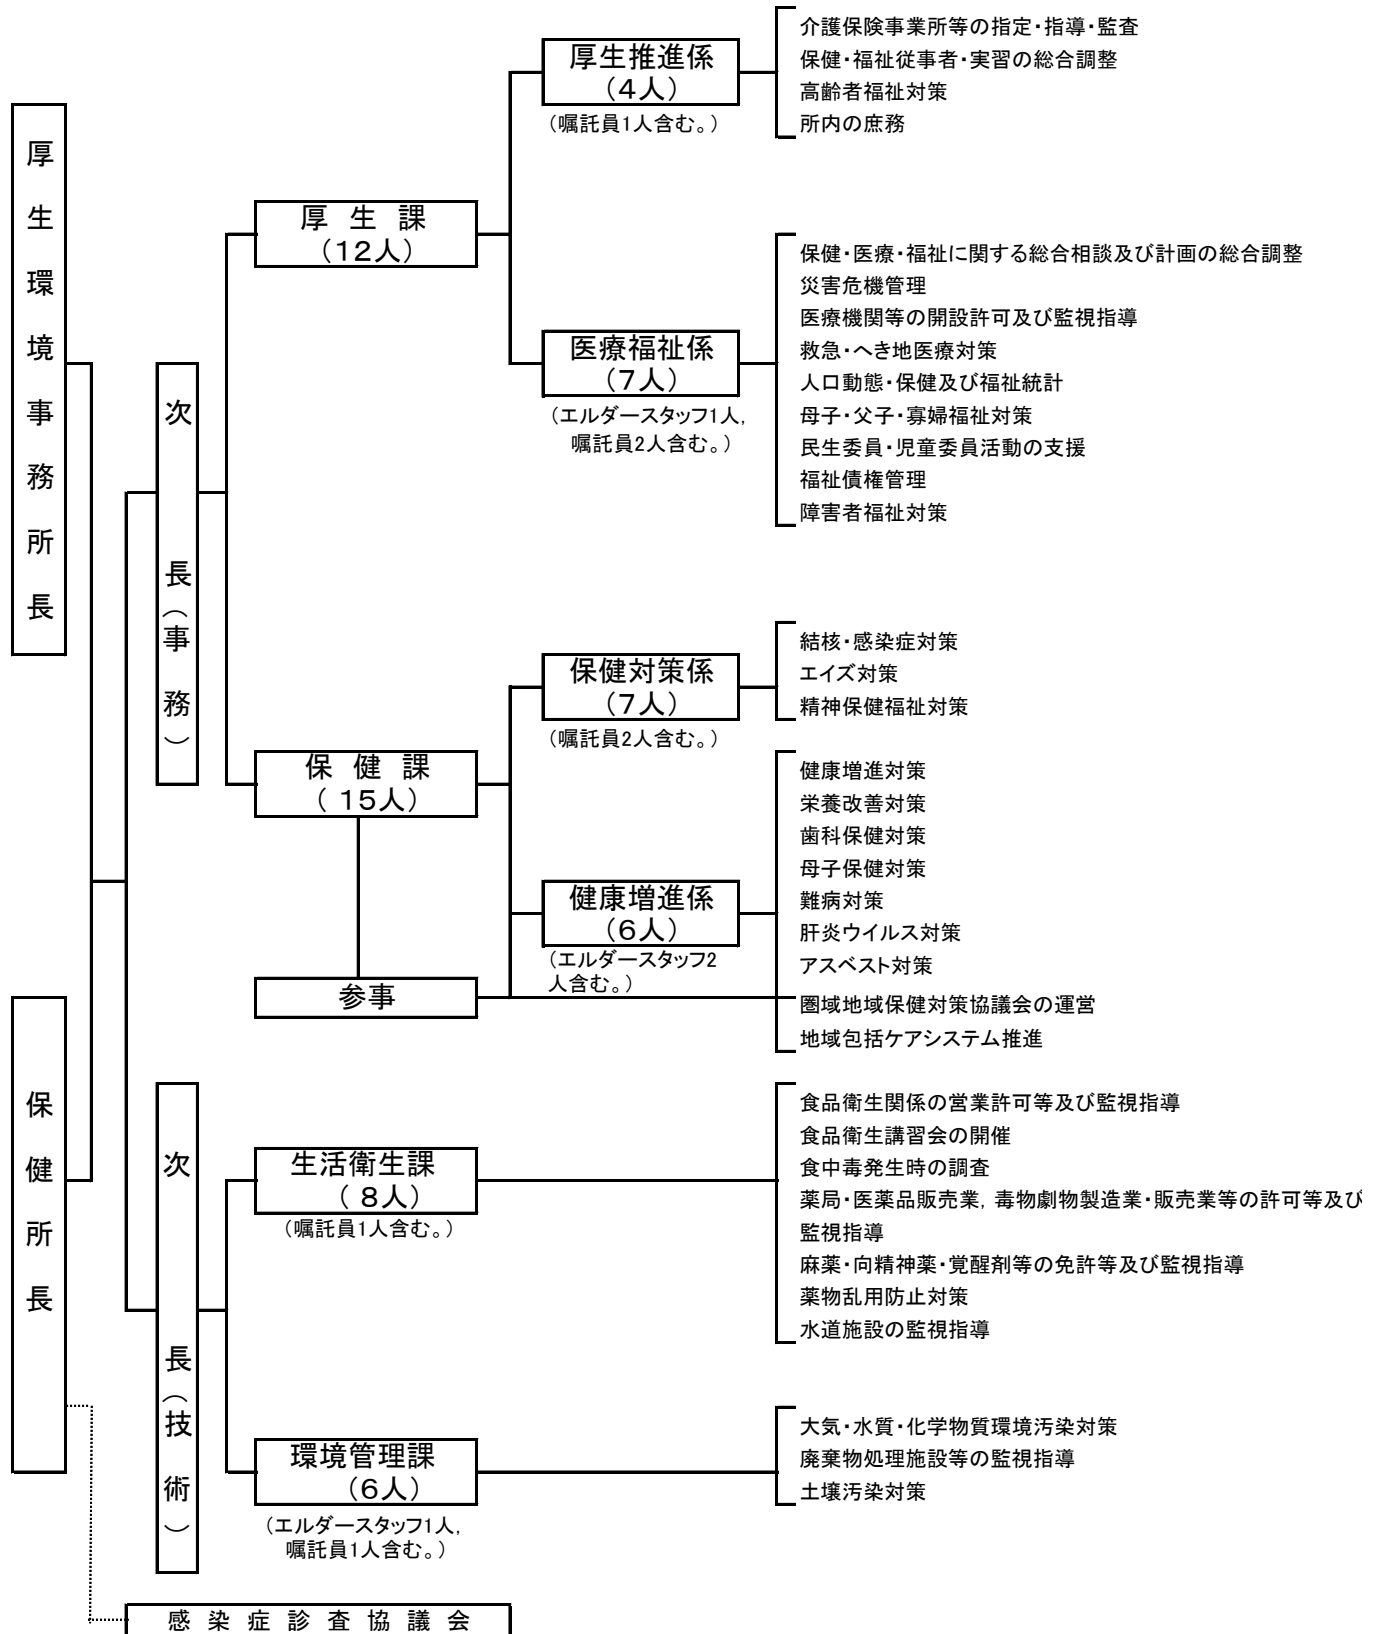 厚生環境事務所長
保健所長
次長（事務）
次長（技術）
厚生課
（12人）
厚生推進係
（4人）
（嘱託員1人含む。）
介護保険事業所等の指定・指導・監査
保健・福祉従事者・実習の総合調整
高齢者福祉対策
所内の庶務
医療福祉係
（7人）
（エルダースタッフ1人，
嘱託員2人含む。）
保健・医療・福祉に関する総合相談及び計画の総合調整
災害危機管理
医療機関等の開設許可及び監視指導
救急・へき地医療対策
人口動態・保健及び福祉統計
母子・父子・寡婦福祉対策
民生委員・児童委員活動の支援
福祉債権管理
障害者福祉対策
保健課
（ 15人）
保健対策係
（7人）
（嘱託員2人含む。）
結核・感染症対策
エイズ対策
精神保健福祉対策
健康増進係
（6人）
（エルダースタッフ2
人含む。）
健康増進対策
栄養改善対策
歯科保健対策
母子保健対策
難病対策
肝炎ウイルス対策
アスベスト対策
圏域地域保健対策協議会の運営
地域包括ケアシステム推進
参事
生活衛生課
（ 8人）
（嘱託員1人含む。）
食品衛生関係の営業許可等及び監視指導
食品衛生講習会の開催
食中毒発生時の調査
薬局・医薬品販売業，毒物劇物製造業・販売業等の許可等及び
監視指導
麻薬・向精神薬・覚醒剤等の免許等及び監視指導
薬物乱用防止対策
水道施設の監視指導
環境管理課
（6人）
（エルダースタッフ1人，
嘱託員1人含む。）
大気・水質・化学物質環境汚染対策
廃棄物処理施設等の監視指導
土壌汚染対策
感染症診査協議会